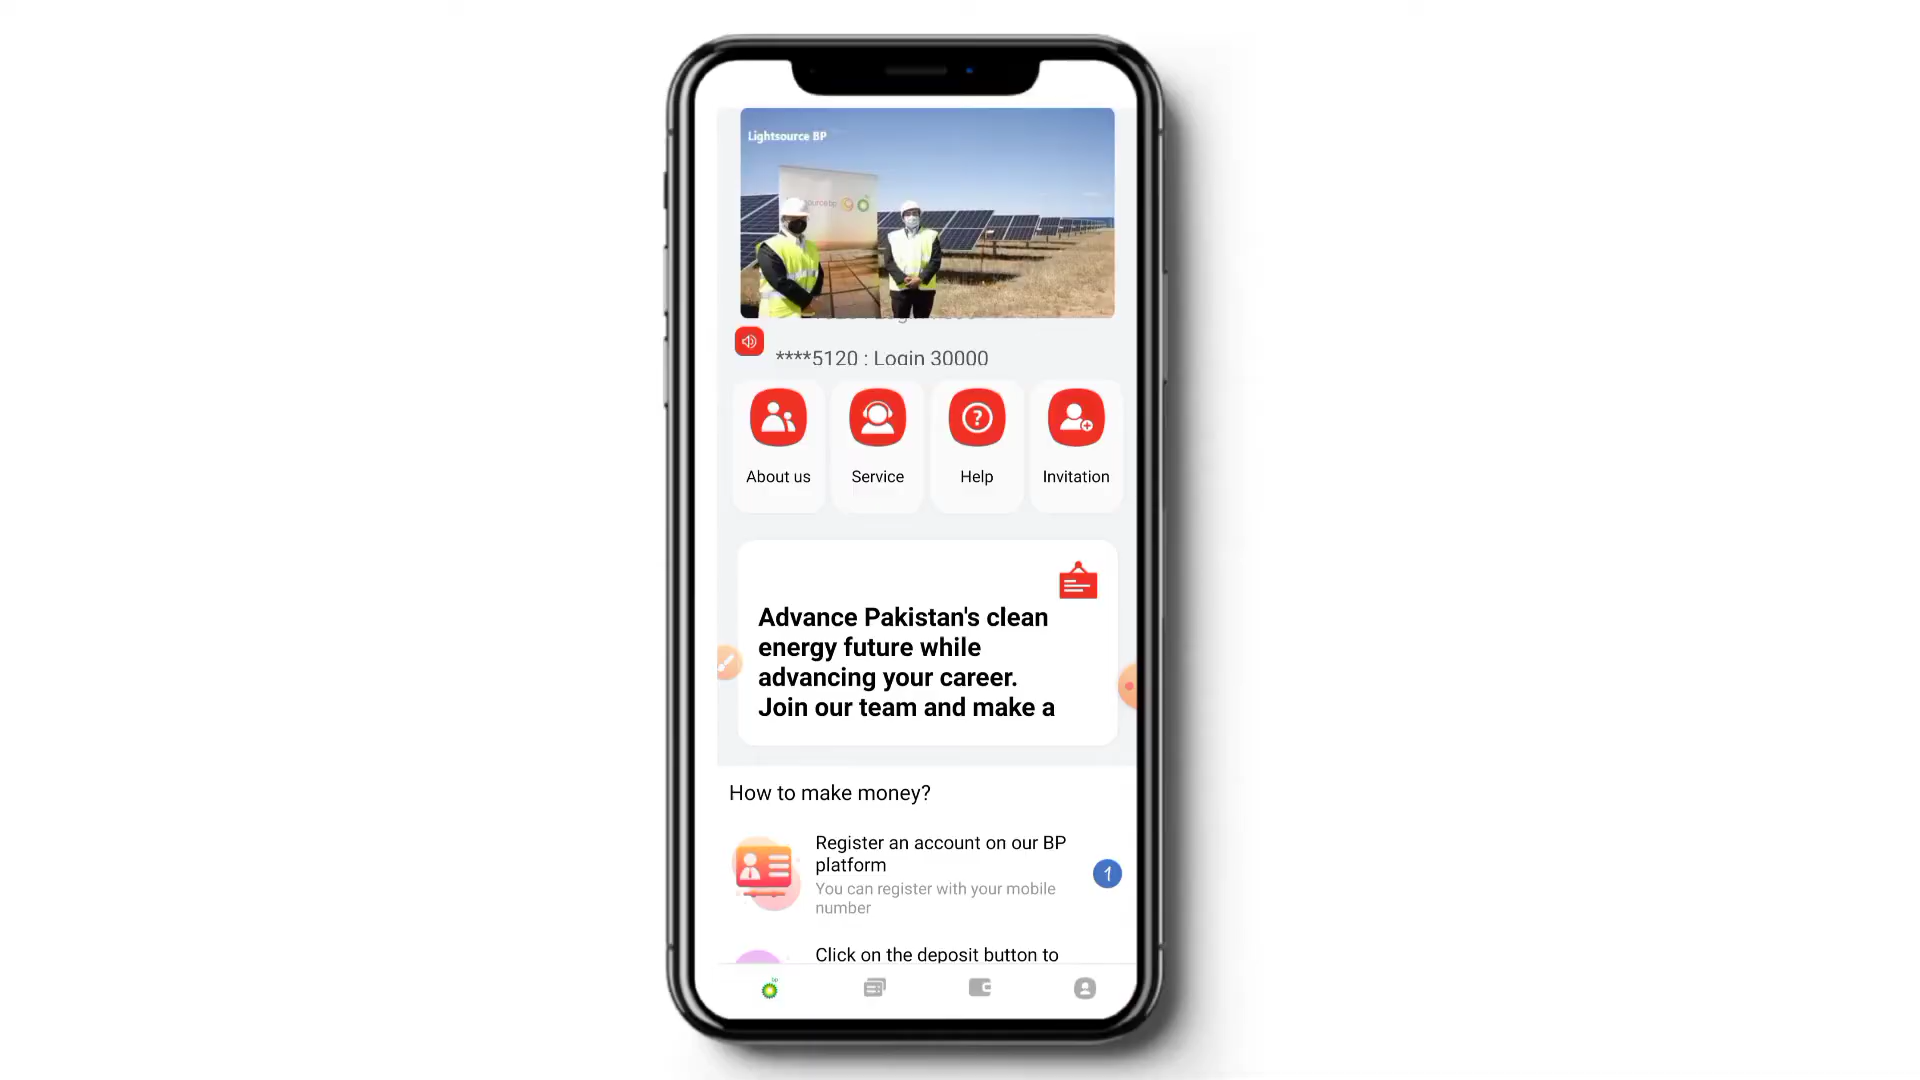 Lightsource BP
****5120 : Login 30000
About us
Service
Help
Invitation
Advance Pakistan's clean
energy future while
advancing your career.
Join our team and make a
How to make money?
Register an account on our BP
platform
You can register with your mobile
number
1
Click on the deposit button to